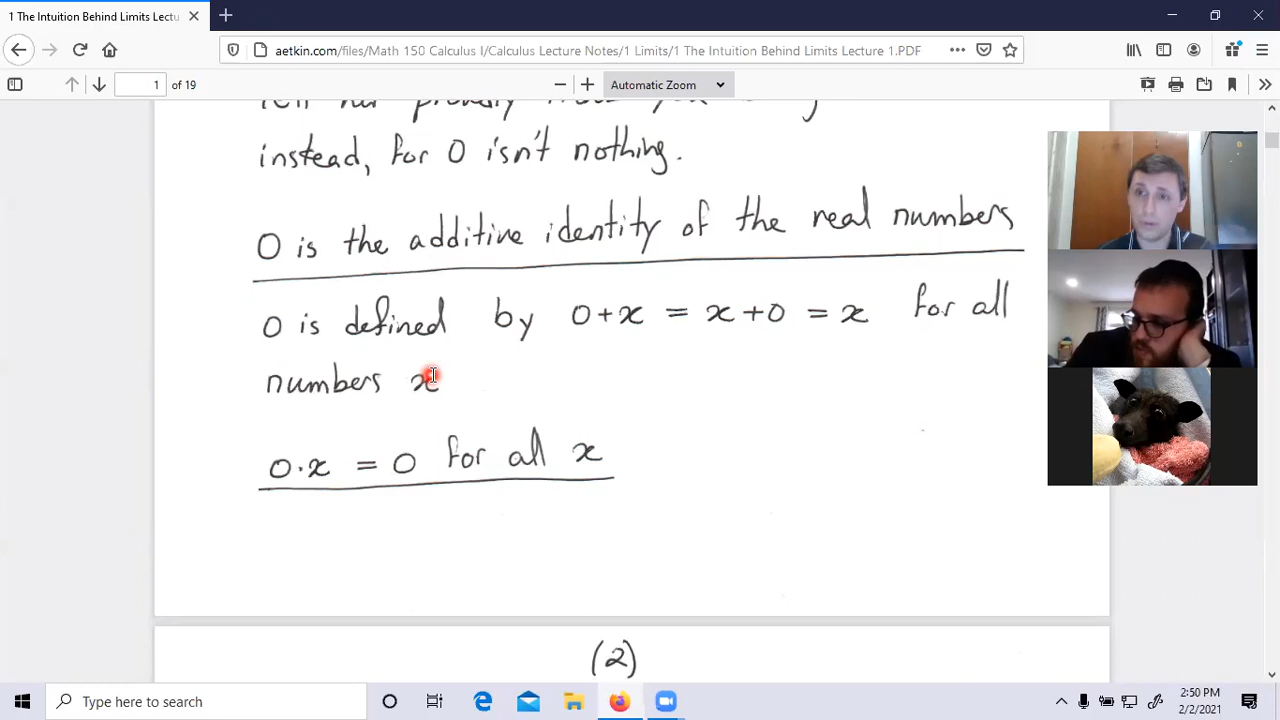 1 The Intuition Behind Limits Lectu
aetkin.com/files/Math 150 Calculus I/Calculus Lecture Notes/1 Limits/1 The Intuition Behind Limits Lecture 1.PDF
1 of 19
Automatic Zoom
instead, for 0 isn't nothing.
0 is the additive identity of the real numbers
0 is defined by 0+x = x+0 = x for all
numbers x
0·x = 0 for all x
(2)
Type here to search
2:50 PM
2/2/2021